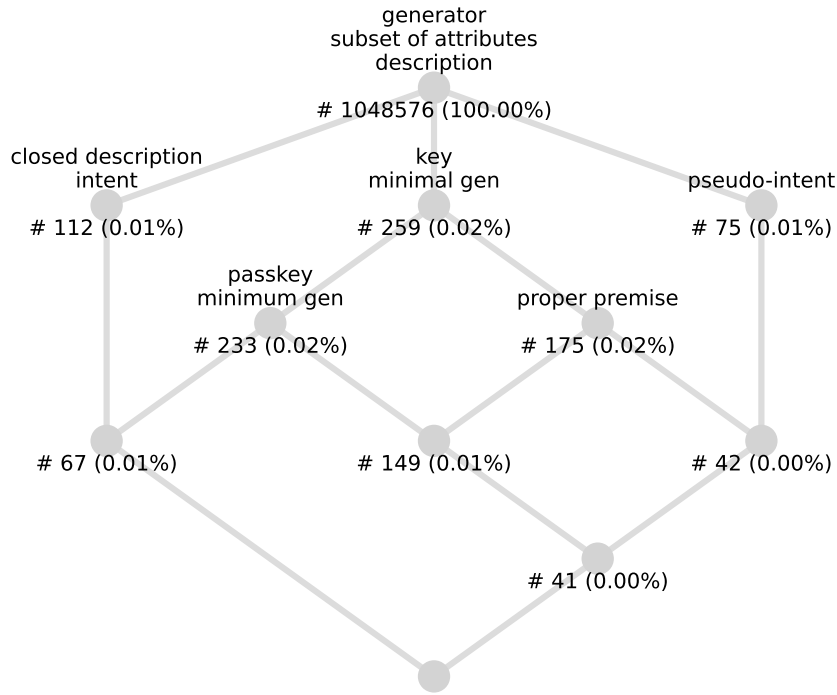 generator
subset of attributes
description
# 1048576 (100.00%)
closed description
intent
# 112 (0.01%)
key
minimal gen
# 259 (0.02%)
pseudo-intent
# 75 (0.01%)
passkey
minimum gen
# 233 (0.02%)
proper premise
# 175 (0.02%)
# 67 (0.01%)
# 149 (0.01%)
# 42 (0.00%)
# 41 (0.00%)